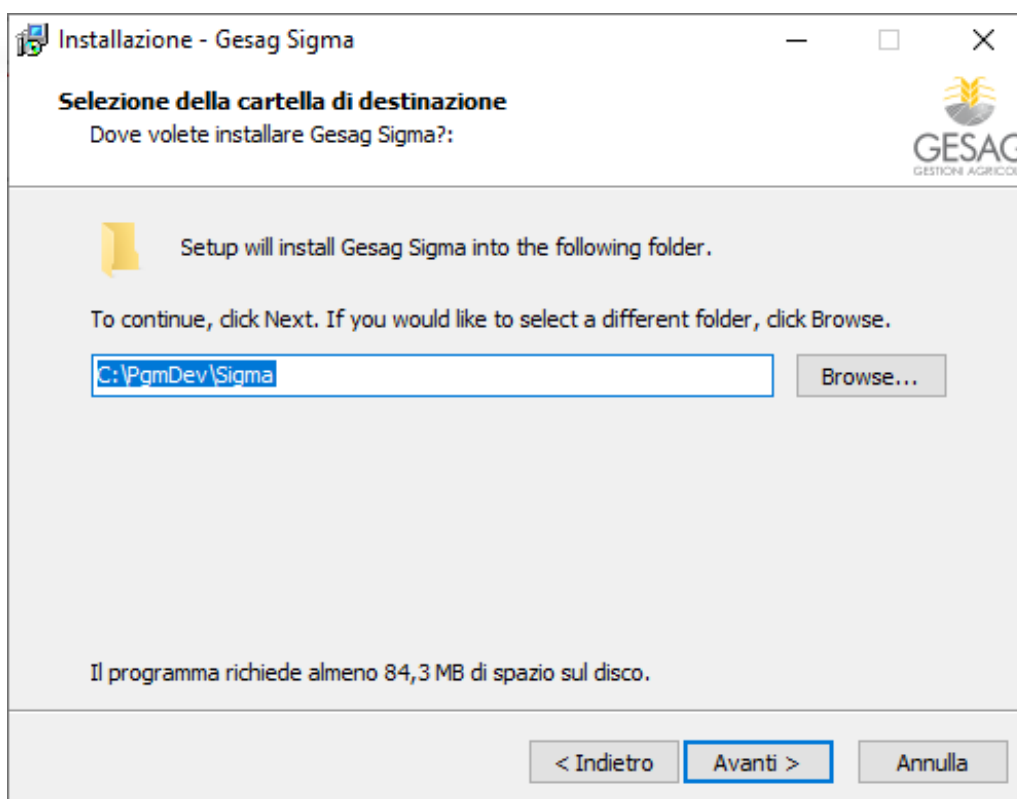 Installazione - Gesag Sigma
Selezione della cartella di destinazione
Dove volete installare Gesag Sigma?:
GESAG
GESTIONI AGRICOL
Setup will install Gesag Sigma into the following folder.
To continue, click Next. If you would like to select a different folder, click Browse.
C:\PgmDev\Sigma
Browse...
Il programma richiede almeno 84,3 MB di spazio sul disco.
< Indietro
Avanti >
Annulla